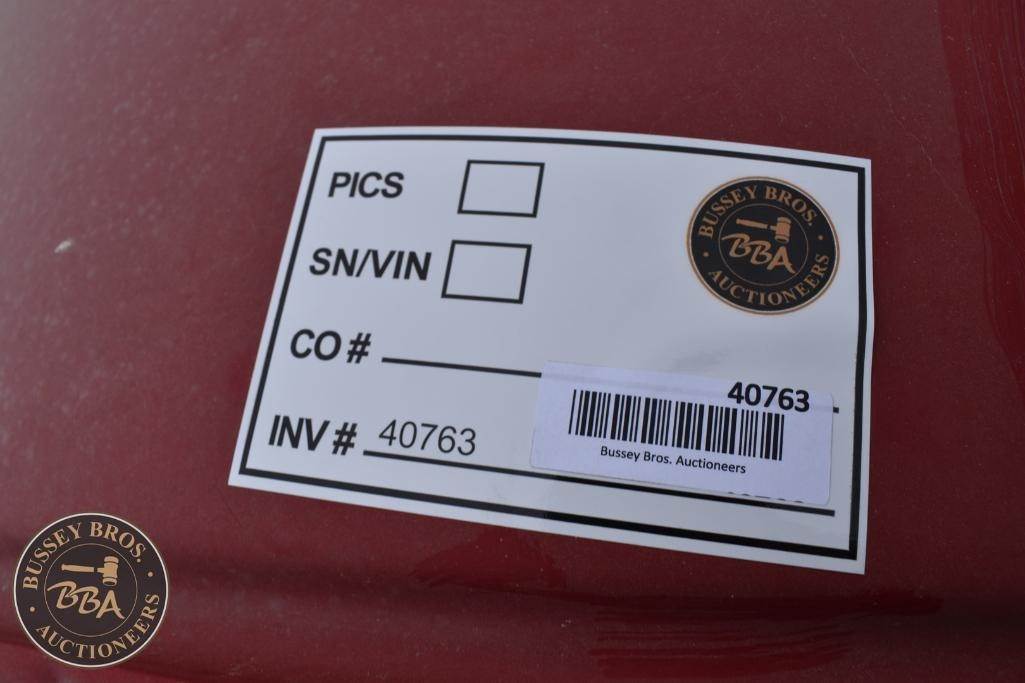 PICS
BUSSEY BROS.
BBA
AUCTIONEERS
SN/VIN
CO #
40763
Bussey Bros. Auctioneers
INV # 40763
BUSSEY BROS.
BBA
AUCTIONEERS